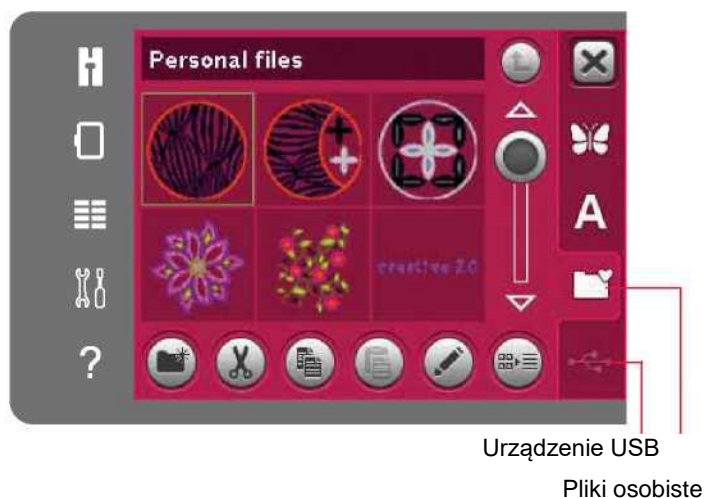 Personal files
A
creative 2.0
?
Urządzenie USB
Pliki osobiste